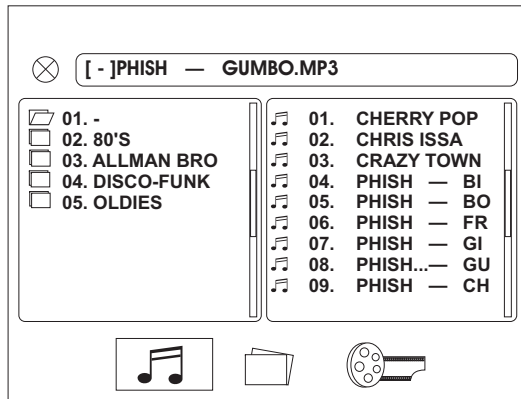 [ - ]PHISH — GUMBO.MP3
01. -
02. 80'S
03. ALLMAN BRO
04. DISCO-FUNK
05. OLDIES
01. CHERRY POP
02. CHRIS ISSA
03. CRAZY TOWN
04. PHISH — BI
05. PHISH — BO
06. PHISH — FR
07. PHISH — GI
08. PHISH...— GU
09. PHISH — CH